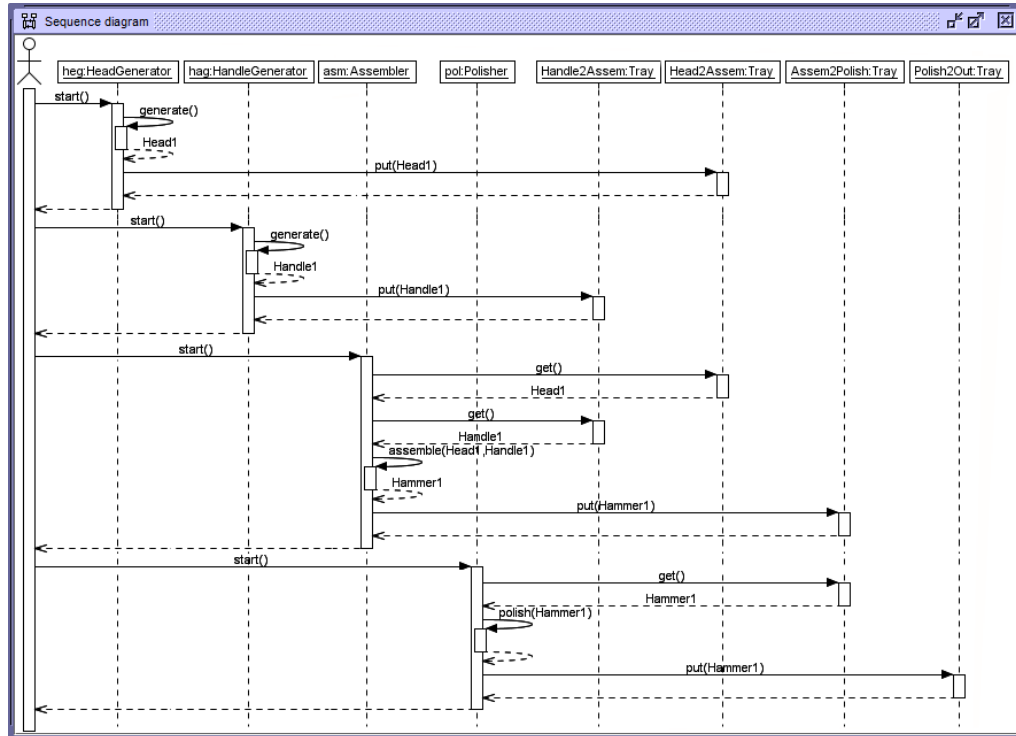 Sequence diagram
heg:HeadGenerator hag:HandleGenerator asm:Assembler pol:Polisher Handle2Assem:Tray Head2Assem:Tray Assem2Polish:Tray Polish2Out:Tray
start()
generate()
Head1
put(Head1)
start()
generate()
Handle1
put(Handle1)
start()
get()
Head1
get()
Handle1
assemble(Head1,Handle1)
Hammer1
put(Hammer1)
start()
get()
Hammer1
polish(Hammer1)
put(Hammer1)